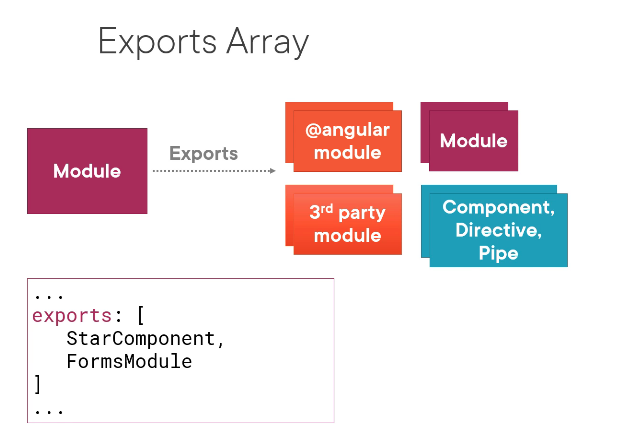 Exports Array
Module
Exports
@angular
module
Module
3rd party
module
Component,
Directive,
Pipe
...
exports: [
StarComponent,
FormsModule
]
...